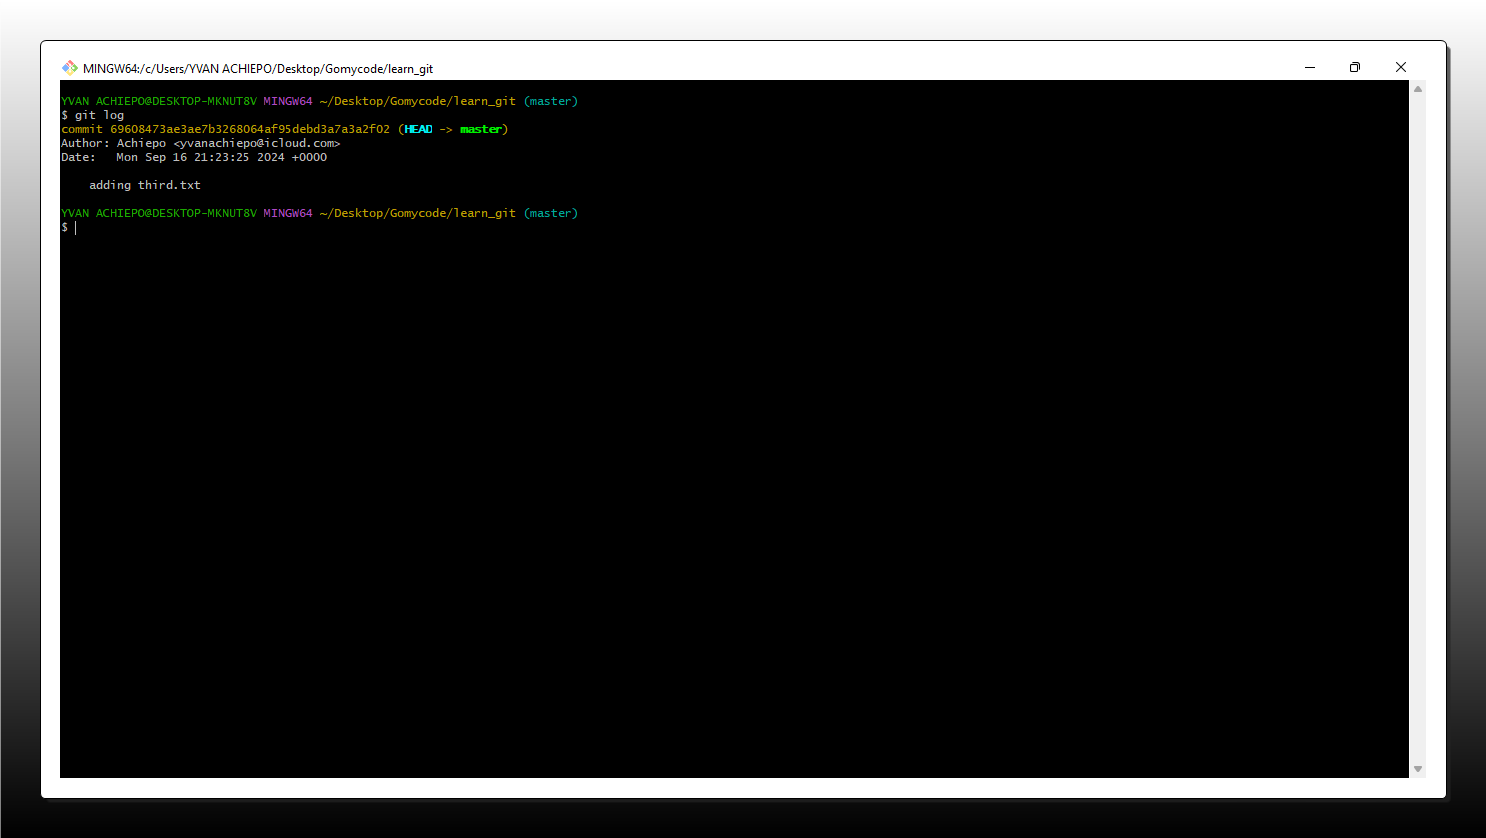 MINGW64:/c/Users/YVAN ACHIEPO/Desktop/Gomycode/learn_git
YVAN ACHIEPO@DESKTOP-MKNUT8V MINGW64 ~/Desktop/Gomycode/learn_git (master)
$ git log
commit 69608473ae3ae7b3268064af95debd3a7a3a2f02 (HEAD -> master)
Author: Achiepo <yvanachiepo@icloud.com>
Date:   Mon Sep 16 21:23:25 2024 +0000
    adding third.txt
YVAN ACHIEPO@DESKTOP-MKNUT8V MINGW64 ~/Desktop/Gomycode/learn_git (master)
$